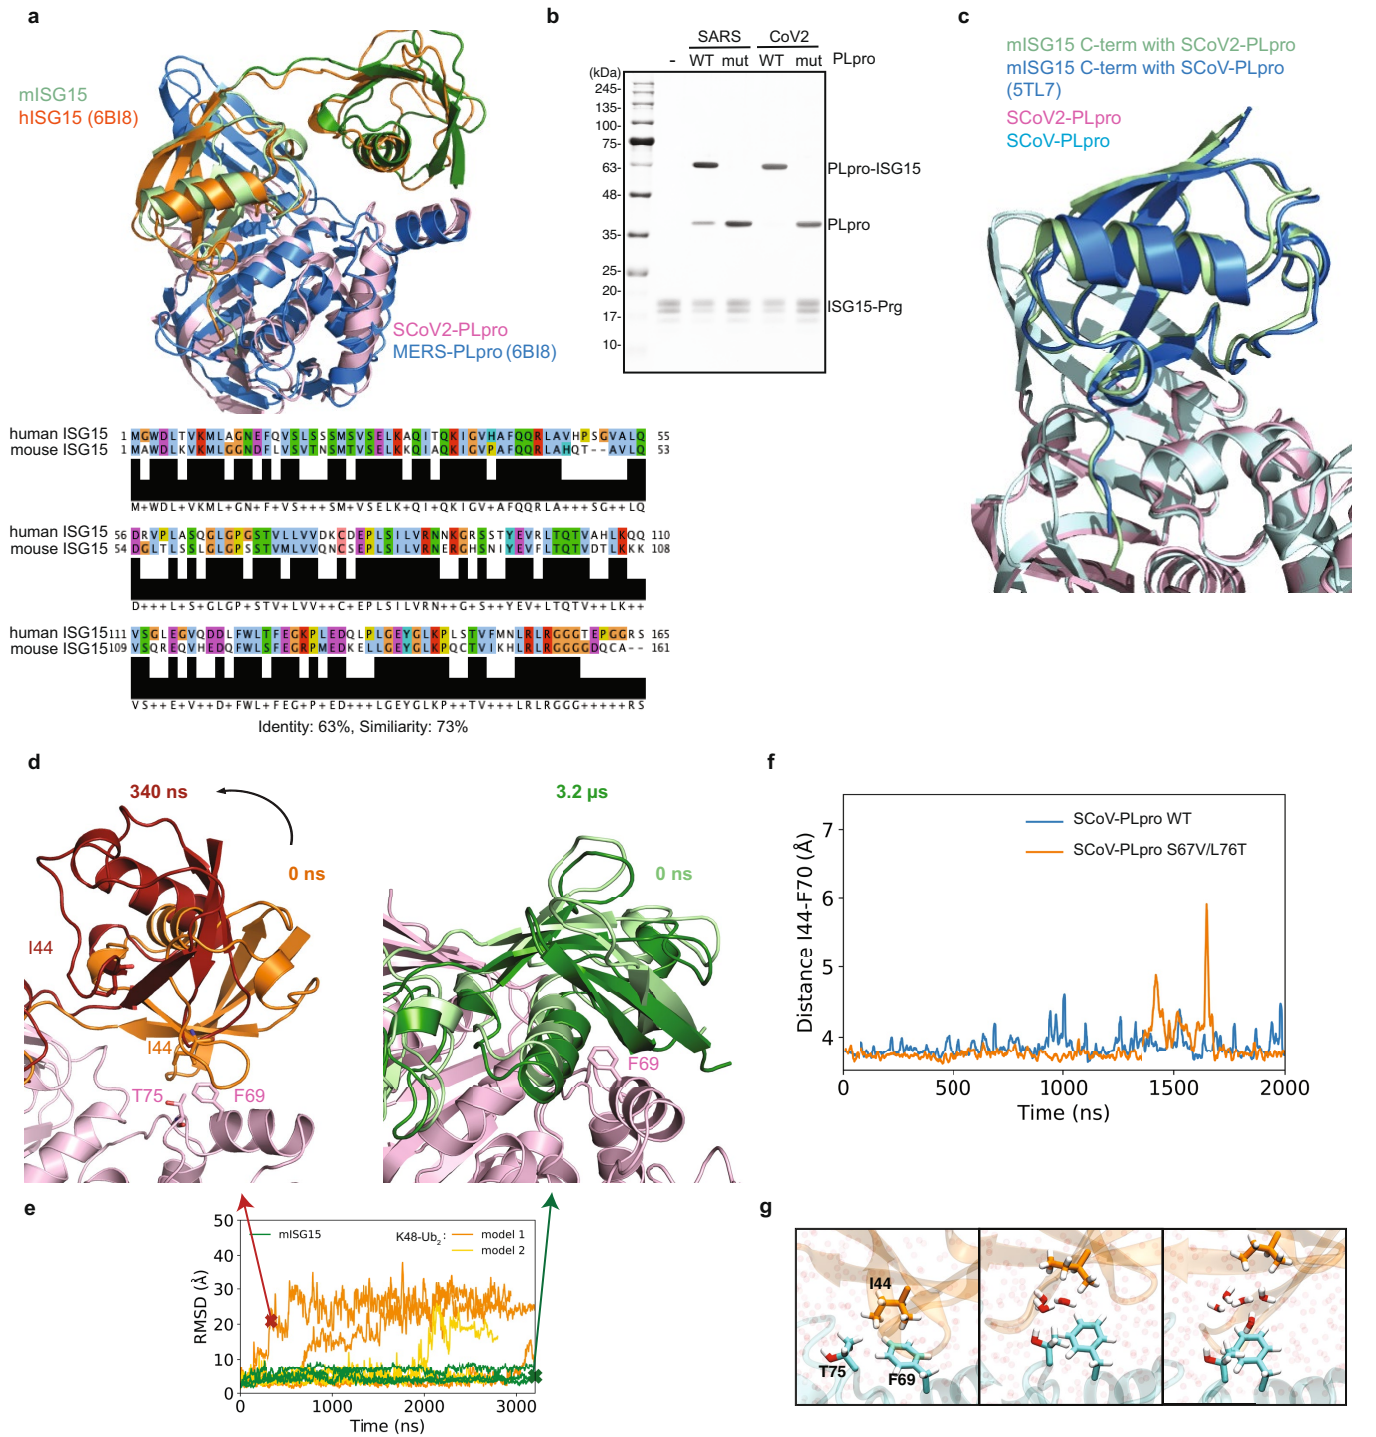 a
mISG15
hISG15 (6BI8)
SCoV2-PLpro
MERS-PLpro (6BI8)
human ISG15 1 MGWDLTVKMLAGNEFQVSLSSSMSVSELKAQITQKIGVHAFQQRLAVHPSGVALQ 55
mouse ISG15 1 MAWDLKVKMLGGNDFLVSVTNSMTVSELKKQIAQKIGVPAFQQRLAHQT--AVLQ 53
M+WDL+VKML+GN+F+VS+++SM+VSELK+QI+QKIGV+AFQQRLA+++SG++LQ
human ISG15 56 DRVPLASQGLGPGSTVLLVVDKCDEPLSILVRNNKGRSSTYEVRLTQTVAHLKQQ 110
mouse ISG15 54 DGLTLSSLGLGPSSTVMLVVQNCSEPLSILVRNERGHSNIYEVFLTQTVDTLKKK 108
D+++L+S+GLGP+STV+LVV++C+EPLSILVRN++G+S++YEV+LTQTV++LK++
human ISG15 111 VSGLEGVQDDLFWLTFEGKPLEDQLPLGEYGLKPLSTVFMNLRLRGGGTEPGGRS 165
mouse ISG15 109 VSQREQVHEDQFWLSFEGRPMEDKELLGEYGLKPQCTVIKHLRLRGGGGDQCA-- 161
VS++E+V++D+FWL+FEG+P+ED+++LGEYGLKP++TV+++LRLRGGG+++++RS
Identity: 63%, Similiarity: 73%
b
SARS CoV2
- WT mut WT mut PLpro
(kDa)
245-
135-
100-
75-
63-
48-
35-
25-
20-
17-
10-
PLpro-ISG15
PLpro
ISG15-Prg
c
mISG15 C-term with SCoV2-PLpro
mISG15 C-term with SCoV-PLpro
(5TL7)
SCoV2-PLpro
SCoV-PLpro
d
340 ns
0 ns
I44
I44
T75
F69
3.2 µs
0 ns
F69
e
mISG15
K48-Ub2: model 1
model 2
RMSD (Å)
50
40
30
20
10
0
0 1000 2000 3000
Time (ns)
f
SCoV-PLpro WT
SCoV-PLpro S67V/L76T
Distance I44-F70 (Å)
7
6
5
4
0 500 1000 1500 2000
Time (ns)
g
I44
T75
F69